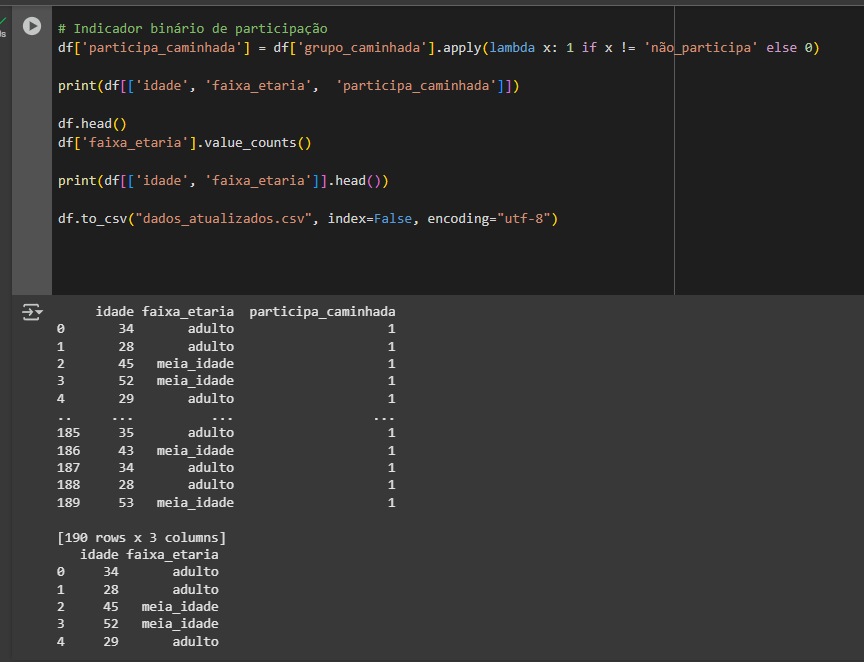 # Indicador binário de participação
df['participa_caminhada'] = df['grupo_caminhada'].apply(lambda x: 1 if x != 'não_participa' else 0)
print(df[['idade', 'faixa_etaria',  'participa_caminhada']])
df.head()
df['faixa_etaria'].value_counts()
print(df[['idade', 'faixa_etaria']].head())
df.to_csv("dados_atualizados.csv", index=False, encoding="utf-8")
     idade faixa_etaria  participa_caminhada
0       34       adulto                    1
1       28       adulto                    1
2       45   meia_idade                    1
3       52   meia_idade                    1
4       29       adulto                    1
..     ...          ...                  ...
185     35       adulto                    1
186     43   meia_idade                    1
187     34       adulto                    1
188     28       adulto                    1
189     53   meia_idade                    1
[190 rows x 3 columns]
   idade faixa_etaria
0     34       adulto
1     28       adulto
2     45   meia_idade
3     52   meia_idade
4     29       adulto